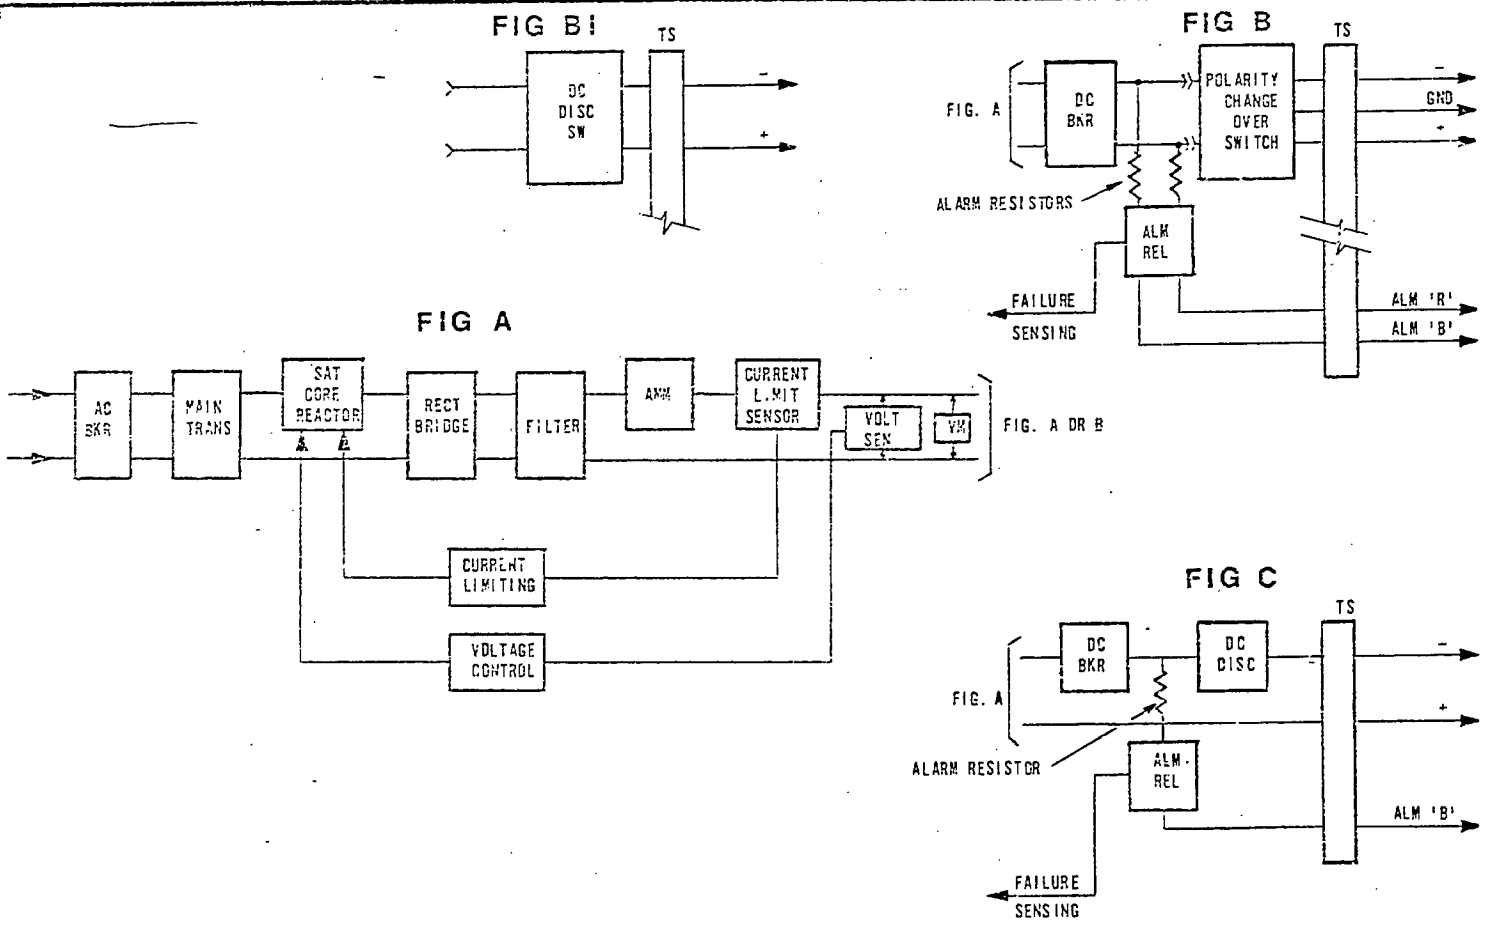 FIG B1
TS
DC
DISC
SW
-
+
FIG B
TS
FIG. A
DC
BKR
POLARITY
CHANGE
OVER
SWITCH
-
GND
+
ALARM RESISTORS
ALM
REL
FAILURE
SENSING
ALM 'R'
ALM 'B'
FIG A
AC
BKR
MAIN
TRANS
SAT
CORE
REACTOR
RECT
BRIDGE
FILTER
AMM
CURRENT
LIMIT
SENSOR
VOLT
SEN
VM
FIG. A OR B
CURRENT
LIMITING
VOLTAGE
CONTROL
FIG C
TS
FIG. A
DC
BKR
DC
DISC
-
+
ALARM RESISTOR
ALM
REL
ALM 'B'
FAILURE
SENSING